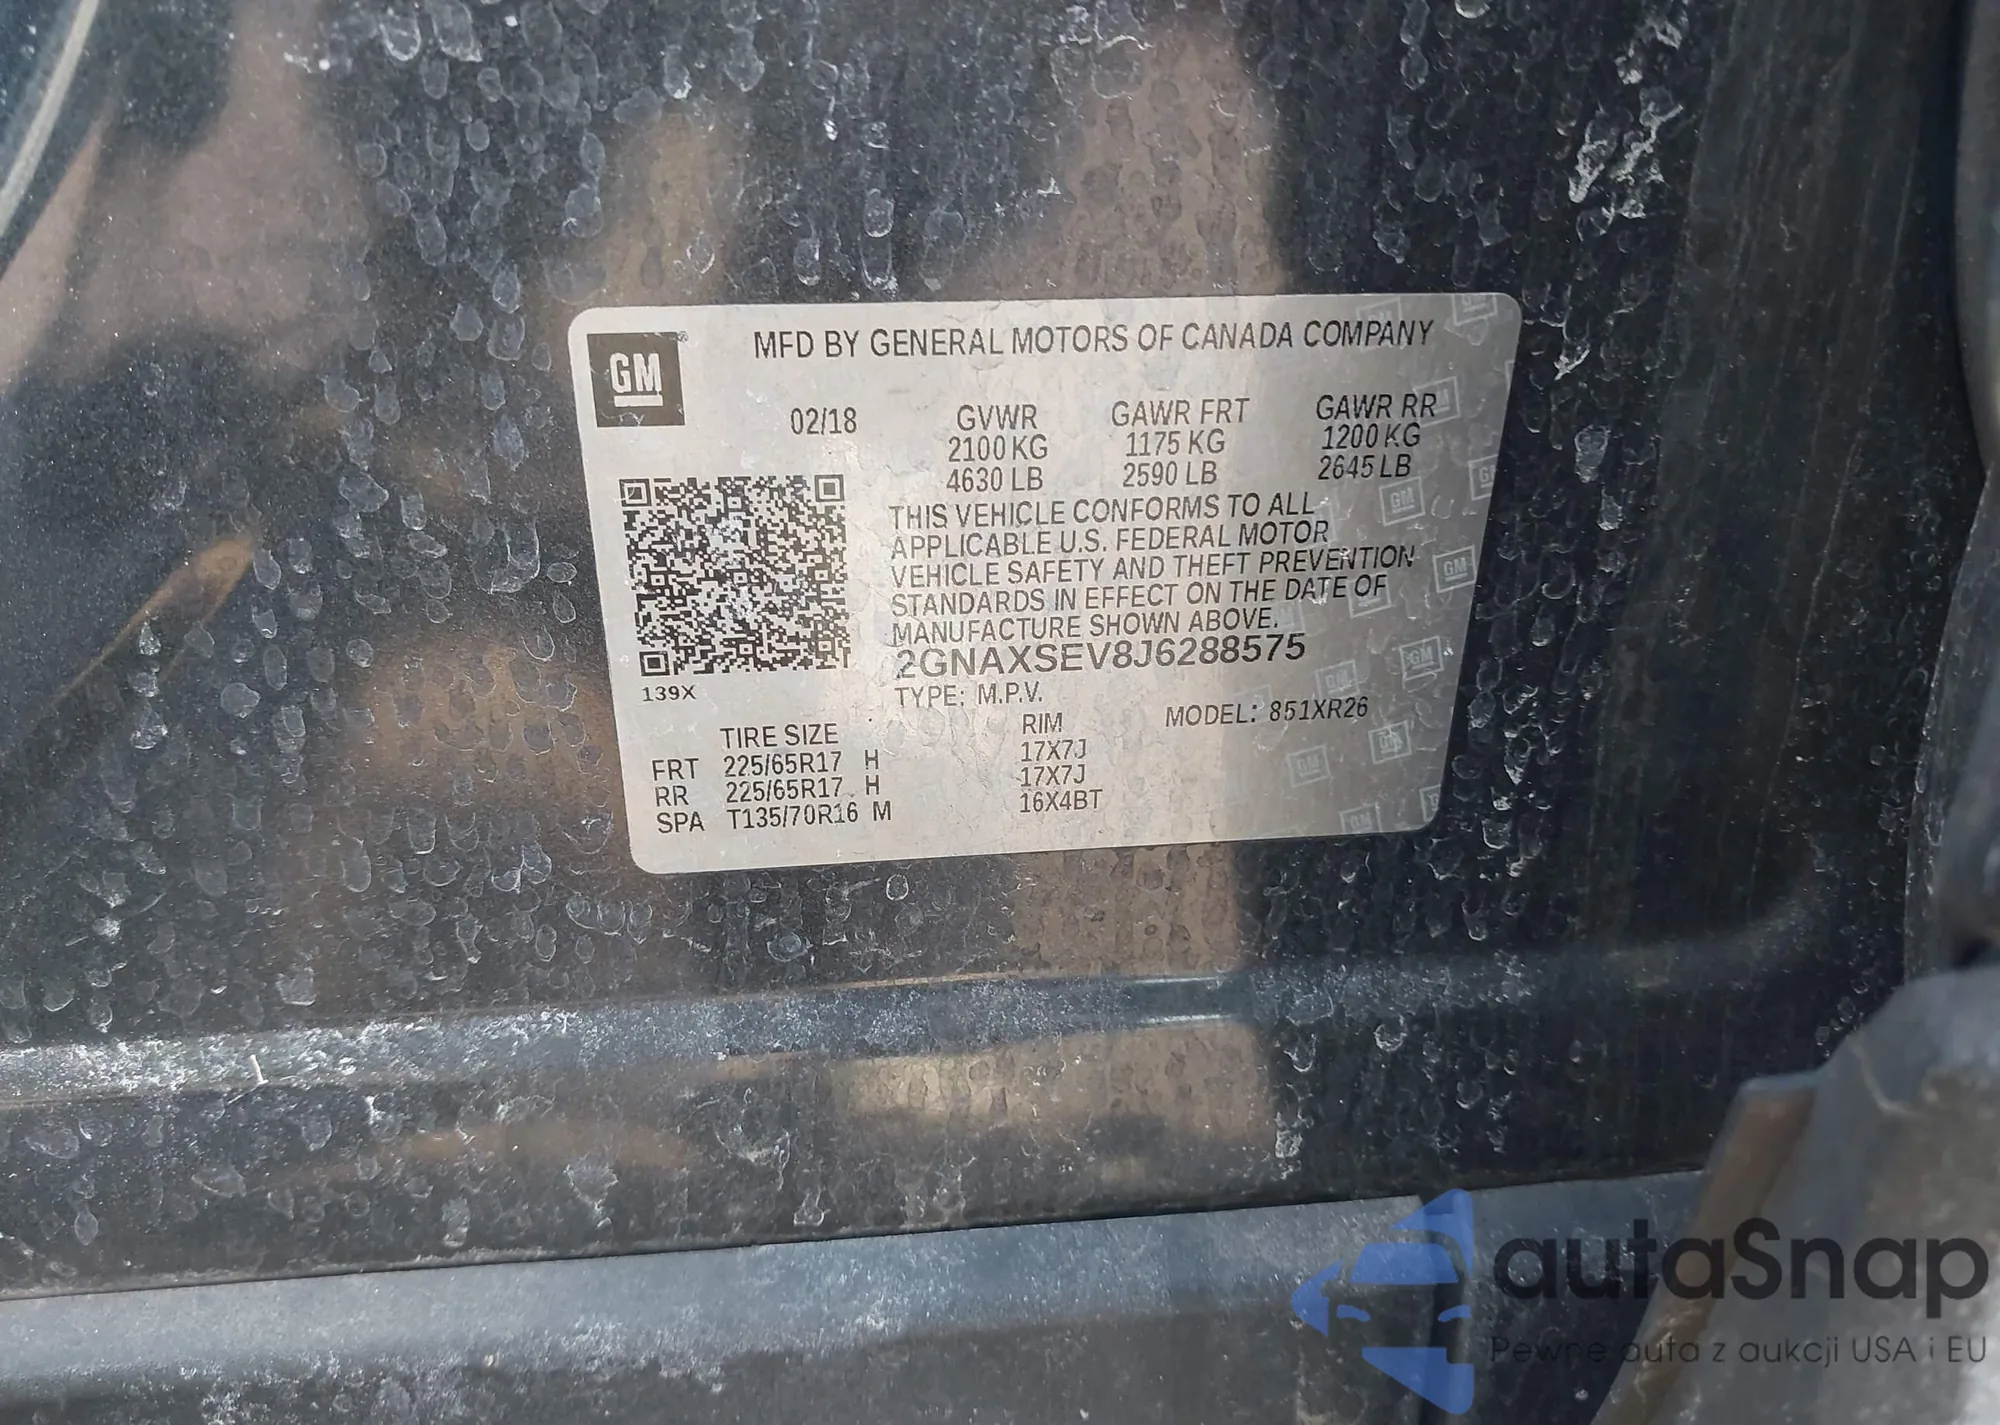 GM
MFD BY GENERAL MOTORS OF CANADA COMPANY
02/18
GVWR GAWR FRT GAWR RR
2100 KG 1175 KG 1200 KG
4630 LB 2590 LB 2645 LB
THIS VEHICLE CONFORMS TO ALL
APPLICABLE U.S. FEDERAL MOTOR
VEHICLE SAFETY AND THEFT PREVENTION
STANDARDS IN EFFECT ON THE DATE OF
MANUFACTURE SHOWN ABOVE.
2GNAXSEV8J6288575
139X
TYPE: M.P.V.
MODEL: 851XR26
TIRE SIZE RIM
FRT 225/65R17 H 17X7J
RR 225/65R17 H 17X7J
SPA T135/70R16 M 16X4BT
autaSnap
Pewne auta z aukcji USA i EU